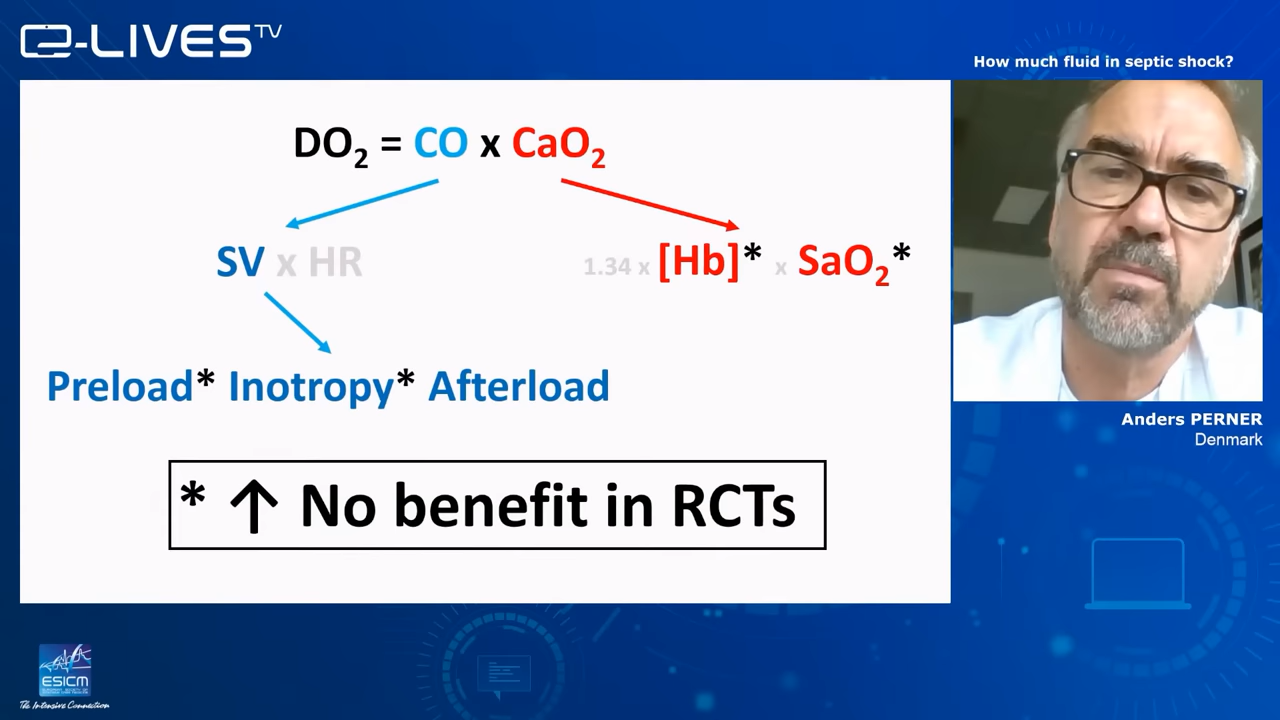 e-LIVES TV
How much fluid in septic shock?
DO₂ = CO x CaO₂
SV x HR
1.34 x [Hb]* x SaO₂*
Preload* Inotropy* Afterload
* ↑ No benefit in RCTs
Anders PERNER
Denmark
ESICM
The Intensive Connection